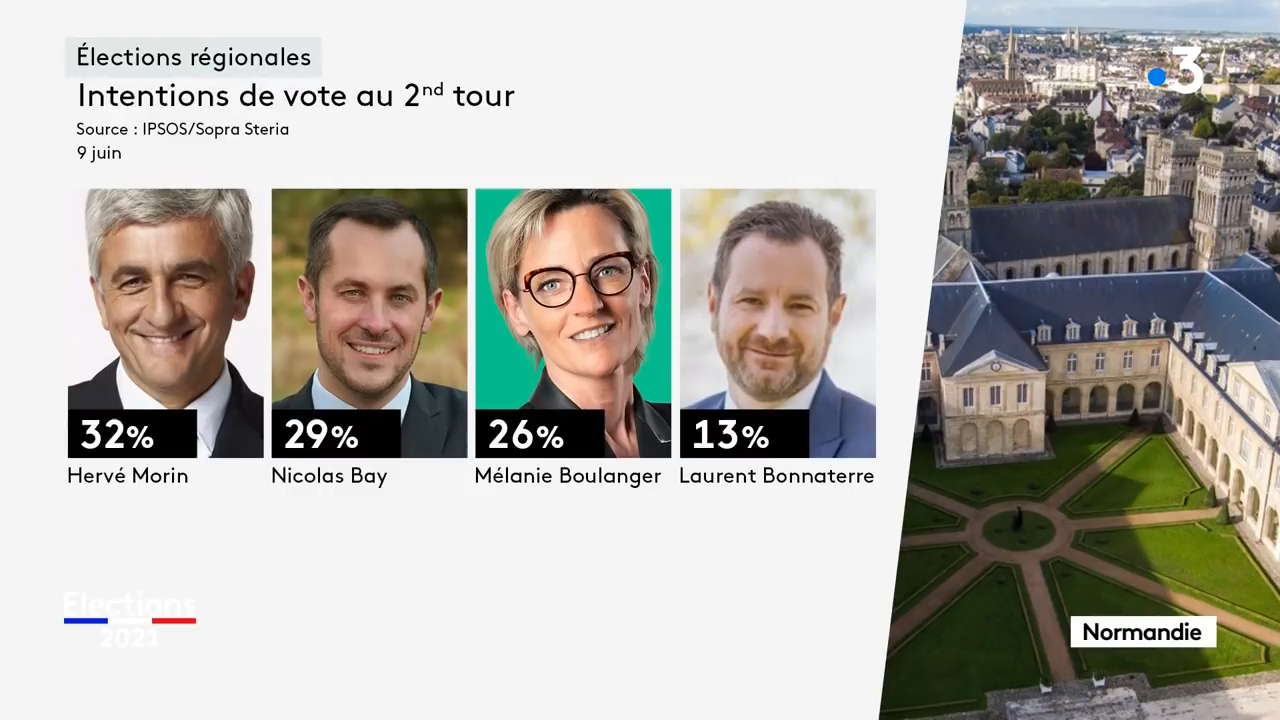 Élections régionales
Intentions de vote au 2nd tour
Source : IPSOS/Sopra Steria
9 juin
3
32% 29% 26% 13%
Hervé Morin Nicolas Bay Mélanie Boulanger Laurent Bonnaterre
Elections
2021
Normandie